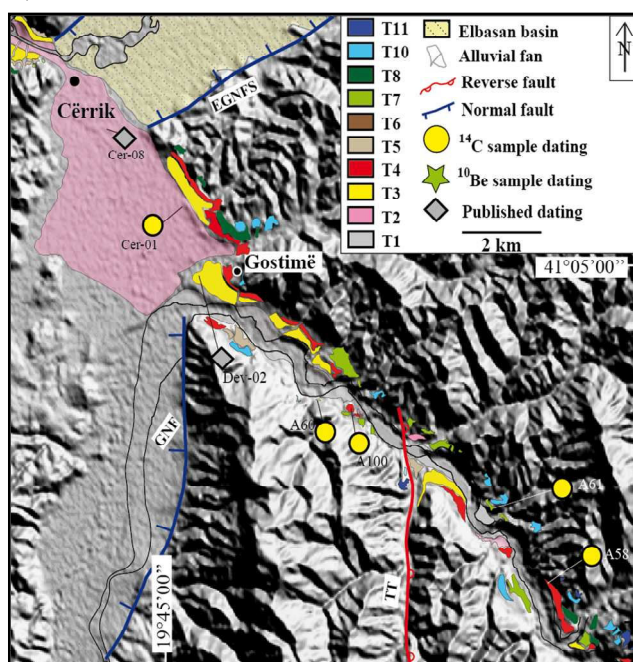 T11
T10
T8
T7
T6
T5
T4
T3
T2
T1
Elbasan basin
Alluvial fan
Reverse fault
Normal fault
14C sample dating
10Be sample dating
Published dating
2 km
N
41°05'00''
EGNFS
Cërrik
Cer-08
Cer-01
Gostimë
Dev-02
GNF
A60
A100
A61
A58
TT
19°45'00''